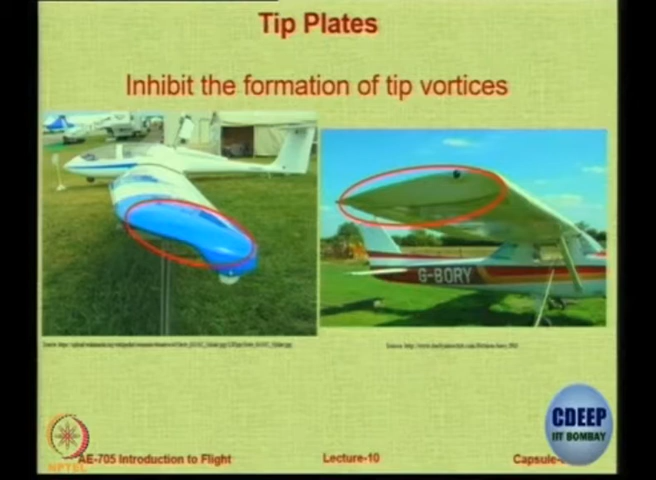 Tip Plates
Inhibit the formation of tip vortices
G-BORY
CDEEP
IIT BOMBAY
NPTEL
AE-705 Introduction to Flight
Lecture-10
Capsule-